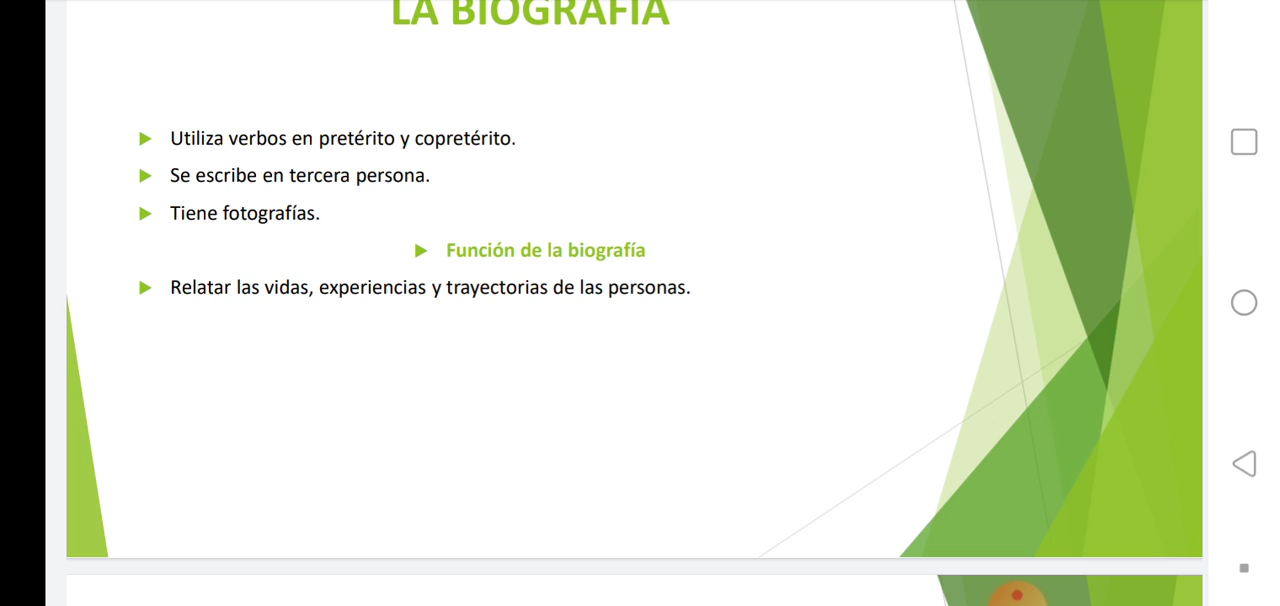 LA BIOGRAFÍA
Utiliza verbos en pretérito y copretérito.
Se escribe en tercera persona.
Tiene fotografías.
Función de la biografía
Relatar las vidas, experiencias y trayectorias de las personas.